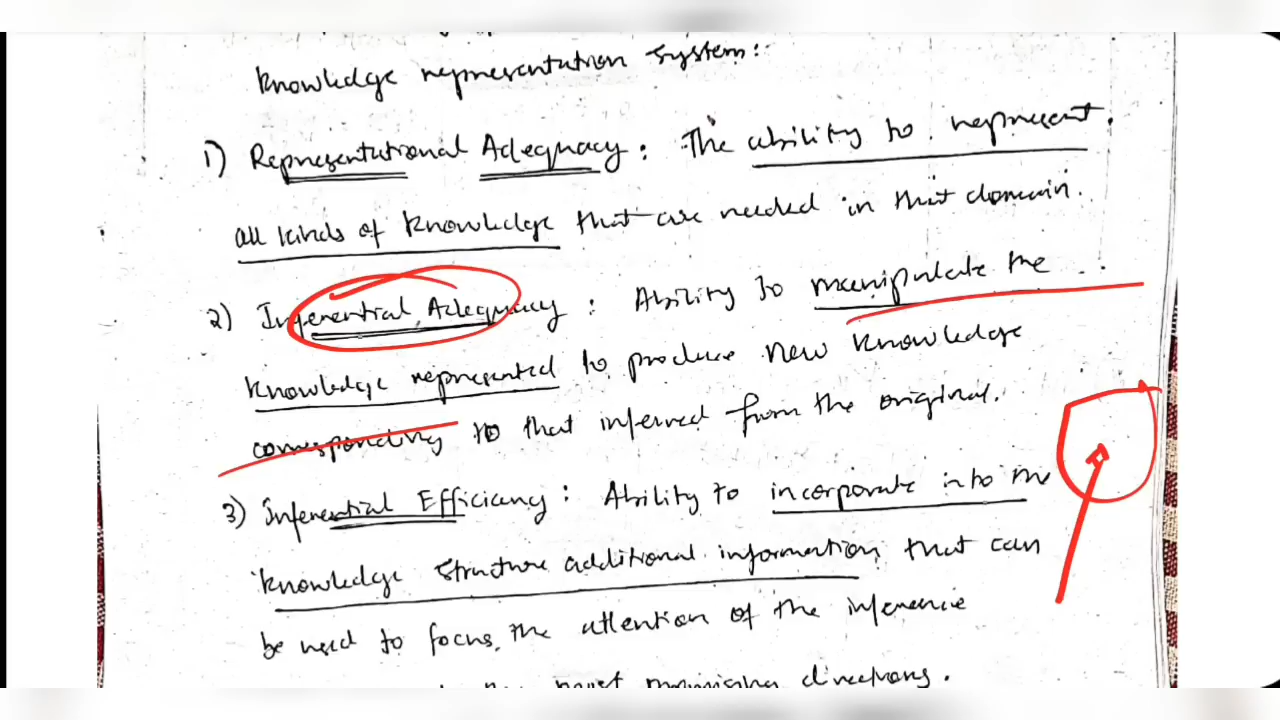 knowledge representation system:
1) Representational Adequacy: The ability to represent
all kinds of knowledge that are needed in that domain.
2) Inferential Adequacy: Ability to manipulate the
knowledge represented to produce new knowledge
corresponding to that inferred from the original.
3) Inferential Efficiency: Ability to incorporate into the
knowledge structure additional information that can
be used to focus the attention of the inference
most promising directions.